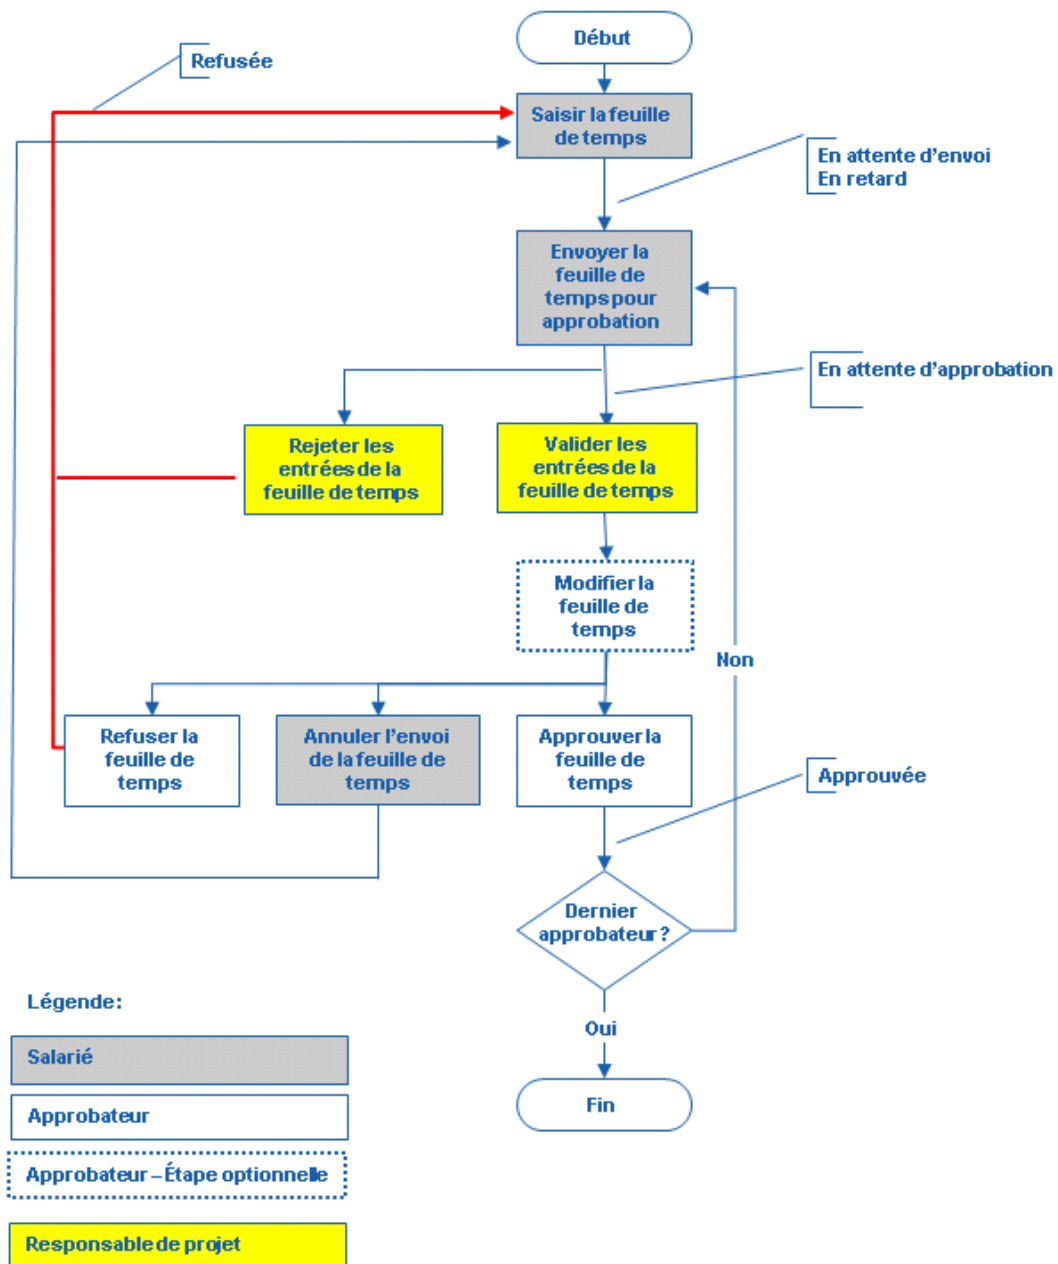 Début
Refusée
Saisir la feuille
de temps
En attente d'envoi
En retard
Envoyer la
feuille de
temps pour
approbation
En attente d'approbation
Rejeter les
entrées de la
feuille de temps
Valider les
entrées de la
feuille de temps
Modifier la
feuille de
temps
Non
Refuser la
feuille de
temps
Annuler l'envoi
de la feuille de
temps
Approuver la
feuille de
temps
Approuvée
Dernier
approbateur ?
Légende :
Oui
Salarié
Fin
Approbateur
Approbateur – Étape optionnelle
Responsable de projet